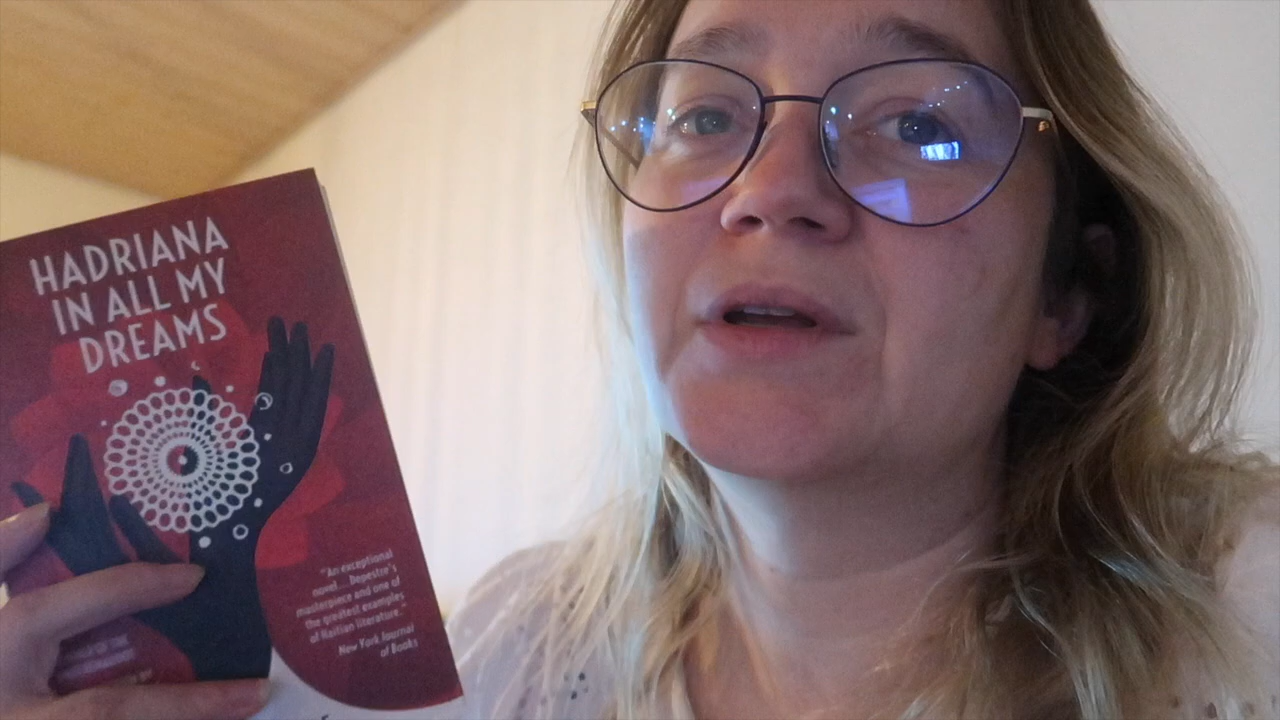 HADRIANA
IN ALL MY
DREAMS
"An exceptional
novel... Depestre's
masterpiece and one of
the greatest examples
of Haitian literature."
New York Journal
of Books